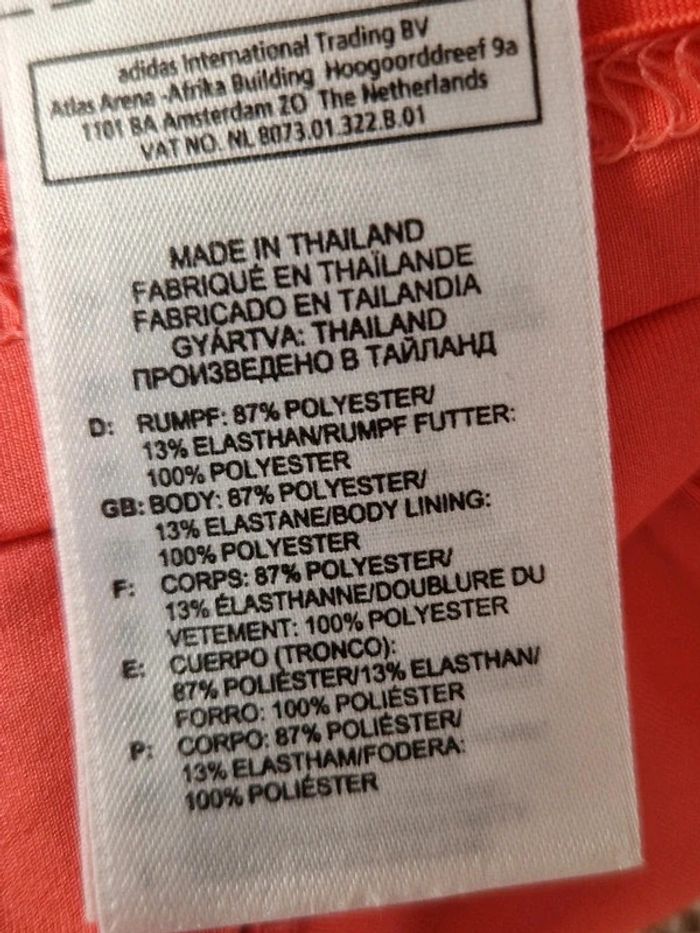 adidas International Trading BV
Atlas Arena -Afrika Building Hoogoorddreef 9a
1101 BA Amsterdam ZO The Netherlands
VAT NO. NL 8073.01.322.B.01
MADE IN THAILAND
FABRIQUÉ EN THAÏLANDE
FABRICADO EN TAILANDIA
GYÁRTVA: THAILAND
ПРОИЗВЕДЕНО В ТАЙЛАНД
D: RUMPF: 87% POLYESTER/
13% ELASTHAN/RUMPF FUTTER:
100% POLYESTER
GB: BODY: 87% POLYESTER/
13% ELASTANE/BODY LINING:
100% POLYESTER
F: CORPS: 87% POLYESTER/
13% ÉLASTHANNE/DOUBLURE DU
VETEMENT: 100% POLYESTER
E: CUERPO (TRONCO):
87% POLIÉSTER/13% ELASTHAN/
FORRO: 100% POLIÉSTER
P: CORPO: 87% POLIÉSTER/
13% ELASTHAM/FODERA:
100% POLIÉSTER